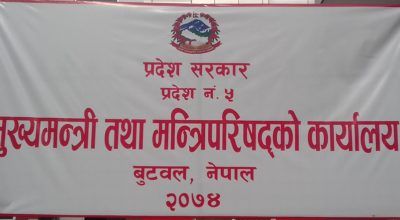 प्रदेश सरकार
प्रदेश नं. ५
मुख्यमन्त्री तथा मन्त्रिपरिषद्को कार्यालय
बुटवल, नेपाल
२०७४